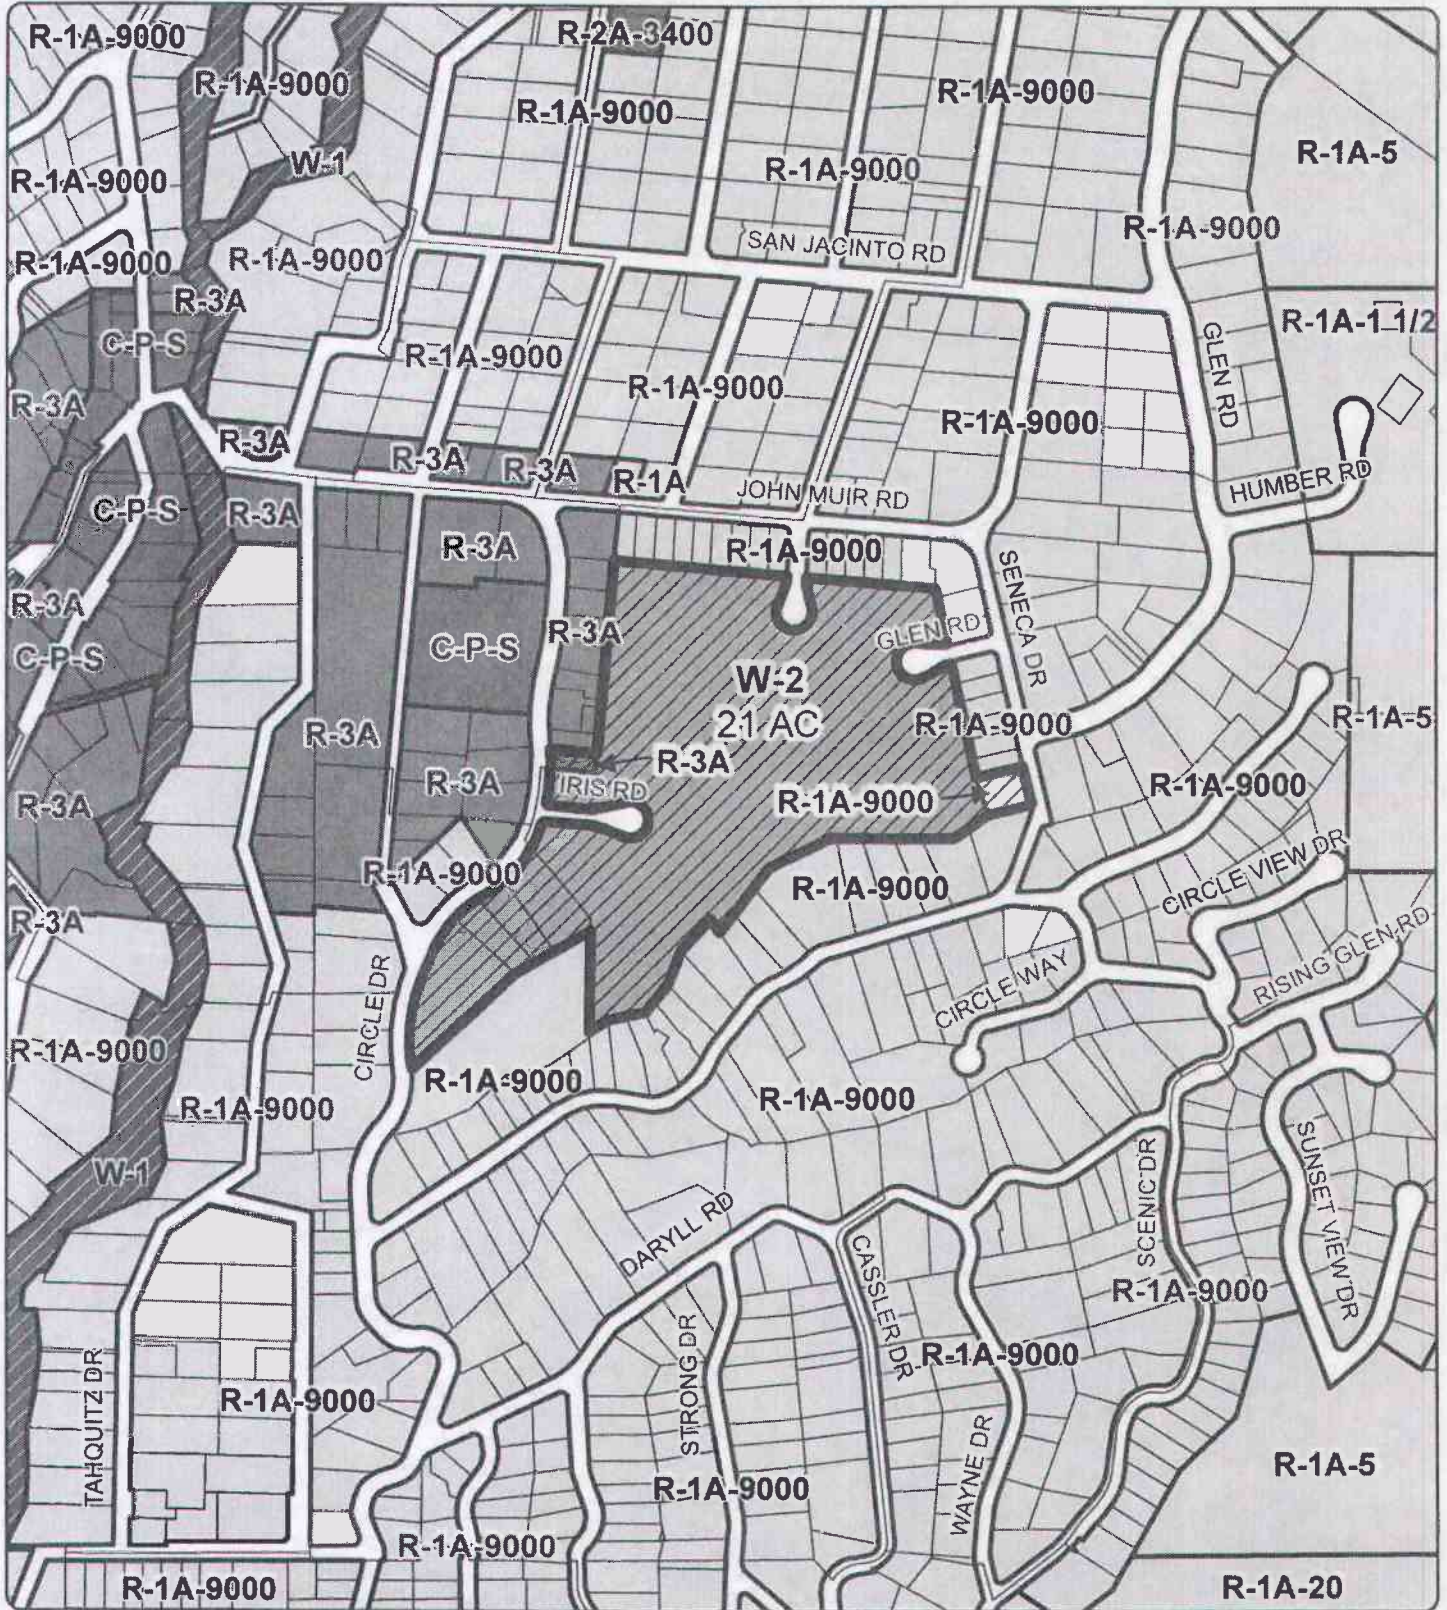 R-1A-9000
R-2A-3400
R-1A-9000
R-1A-9000
R-1A-9000
R-1A-5
W-1
R-1A-9000
R-1A-9000
R-1A-9000
SAN JACINTO RD
R-1A-9000
R-1A-9000
R-3A
R-1A-1 1/2
C-P-S
GLEN RD
R-1A-9000
R-1A-9000
R-3A
R-1A-9000
R-3A
R-3A
R-3A
R-1A
HUMBER RD
JOHN MUIR RD
C-P-S
R-3A
R-3A
R-1A-9000
SENECA DR
R-3A
R-3A
GLEN RD
C-P-S
C-P-S
W-2
21 AC
R-1A-9000
R-1A-5
R-3A
R-3A
R-3A
IRIS RD
R-1A-9000
R-1A-9000
R-3A
R-1A-9000
R-1A-9000
CIRCLE VIEW DR
R-3A
RISING GLEN RD
CIRCLE WAY
CIRCLE DR
R-1A-9000
R-1A-9000
R-1A-9000
R-1A-9000
W-1
SCENIC DR
SUNSET VIEW DR
DARYLL RD
CASSLER DR
R-1A-9000
R-1A-9000
STRONG DR
TAHQUITZ DR
R-1A-9000
WAYNE DR
R-1A-5
R-1A-9000
R-1A-9000
R-1A-9000
R-1A-20